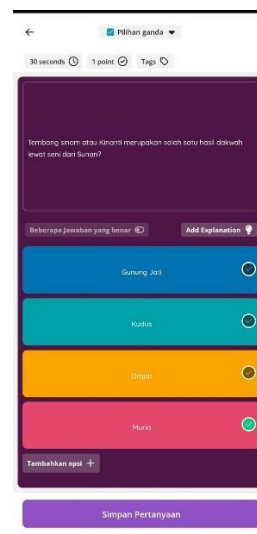 Pilihan ganda
30 seconds 1 point Tags
Tembang sinom atau Kinanti merupakan salah satu hasil dakwah
lewat seni dari Sunan?
Beberapa jawaban yang benar Add Explanation
Gunung Jati
Kudus
Drajat
Muria
Tambahkan opsi +
Simpan Pertanyaan